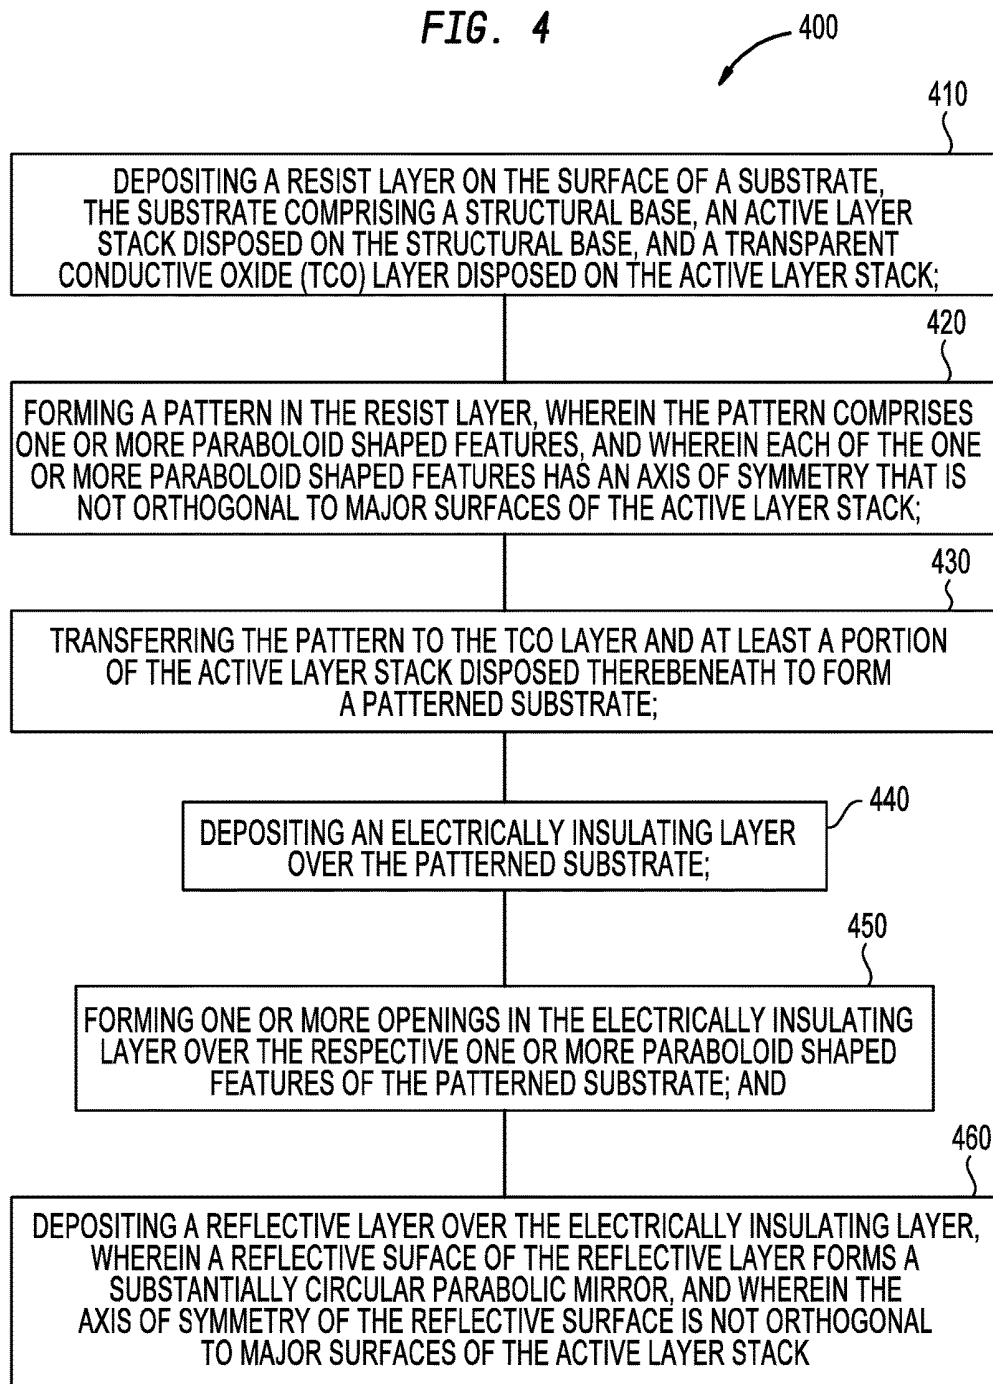 FIG. 4
400
410
DEPOSITING A RESIST LAYER ON THE SURFACE OF A SUBSTRATE,
THE SUBSTRATE COMPRISING A STRUCTURAL BASE, AN ACTIVE LAYER
STACK DISPOSED ON THE STRUCTURAL BASE, AND A TRANSPARENT
CONDUCTIVE OXIDE (TCO) LAYER DISPOSED ON THE ACTIVE LAYER STACK;
420
FORMING A PATTERN IN THE RESIST LAYER, WHEREIN THE PATTERN COMPRISES
ONE OR MORE PARABOLOID SHAPED FEATURES, AND WHEREIN EACH OF THE ONE
OR MORE PARABOLOID SHAPED FEATURES HAS AN AXIS OF SYMMETRY THAT IS
NOT ORTHOGONAL TO MAJOR SURFACES OF THE ACTIVE LAYER STACK;
430
TRANSFERRING THE PATTERN TO THE TCO LAYER AND AT LEAST A PORTION
OF THE ACTIVE LAYER STACK DISPOSED THEREBENEATH TO FORM
A PATTERNED SUBSTRATE;
440
DEPOSITING AN ELECTRICALLY INSULATING LAYER
OVER THE PATTERNED SUBSTRATE;
450
FORMING ONE OR MORE OPENINGS IN THE ELECTRICALLY INSULATING
LAYER OVER THE RESPECTIVE ONE OR MORE PARABOLOID SHAPED
FEATURES OF THE PATTERNED SUBSTRATE; AND
460
DEPOSITING A REFLECTIVE LAYER OVER THE ELECTRICALLY INSULATING LAYER,
WHEREIN A REFLECTIVE SUFACE OF THE REFLECTIVE LAYER FORMS A
SUBSTANTIALLY CIRCULAR PARABOLIC MIRROR, AND WHEREIN THE
AXIS OF SYMMETRY OF THE REFLECTIVE SURFACE IS NOT ORTHOGONAL
TO MAJOR SURFACES OF THE ACTIVE LAYER STACK